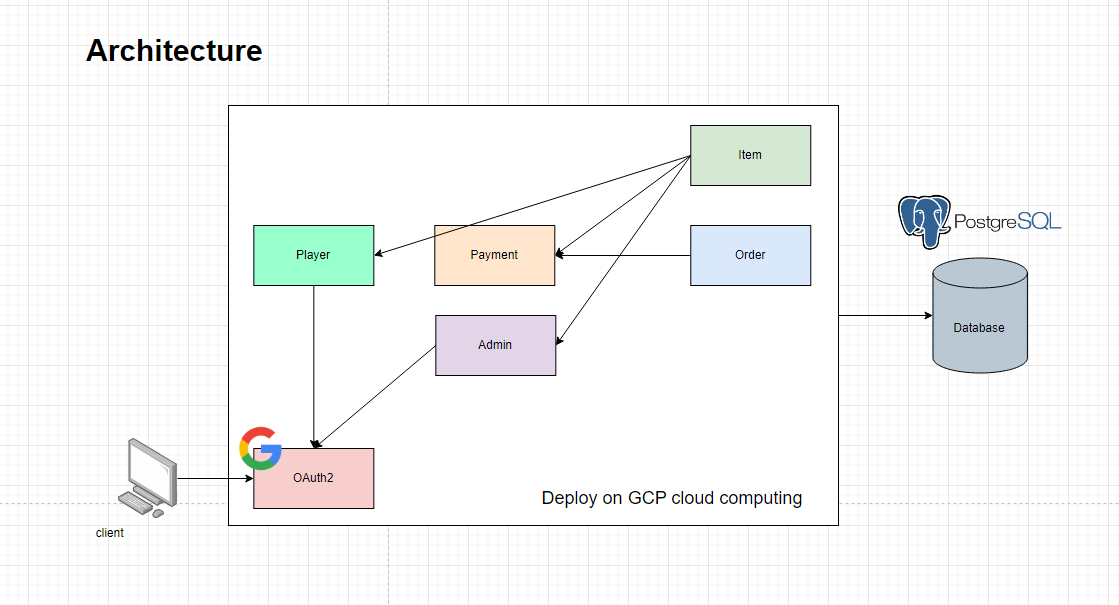 Architecture
Item
Player
Payment
Order
PostgreSQL
Database
Admin
OAuth2
Deploy on GCP cloud computing
client